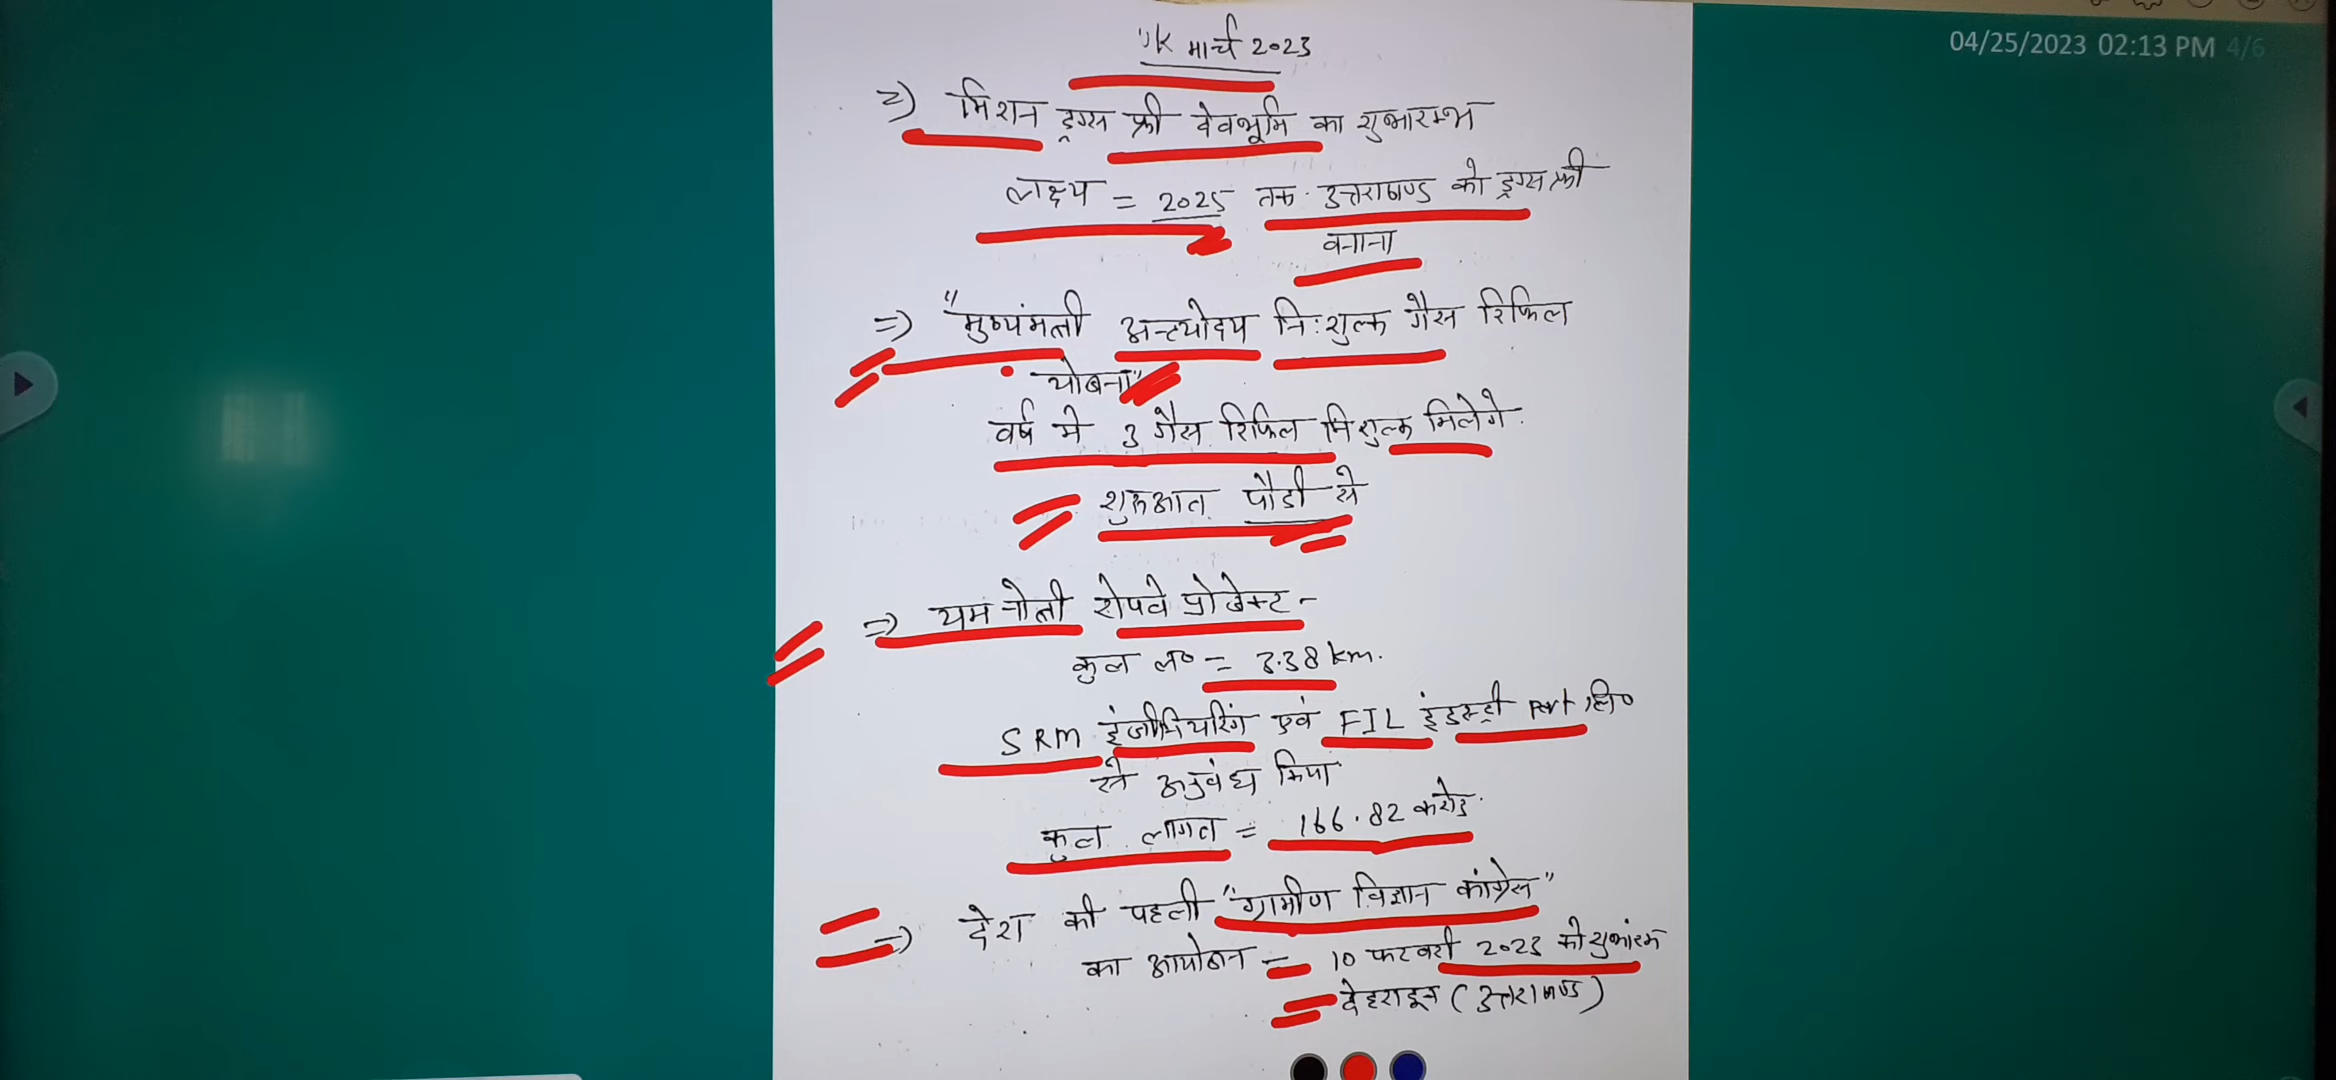 04/25/2023 02:13 PM 4/6
UK मार्च 2023
=> मिशन ड्रग्स फ्री देवभूमि का शुभारम्भ
लक्ष्य = 2025 तक उत्तराखण्ड को ड्रग्स फ्री
बनाना
=> "मुख्यमंत्री अन्त्योदय नि:शुल्क गैस रिफिल
योजना"
वर्ष मे 3 गैस रिफिल निशुल्क मिलेगे.
शुरुआत पौडी से
=> यमनोत्री रोपवे प्रोजेक्ट -
कुल ल० = 3.38 km.
SRM इंजीनियरिंग एवं FIL इंडस्ट्री Pvt लि०
से अनुबंध किया
कुल लागत = 166.82 करोड़
=> देश की पहली "ग्रामीण विज्ञान कांग्रेस"
का आयोजन = 10 फरवरी 2023 को शुभारंभ
= देहरादून (उत्तराखण्ड)